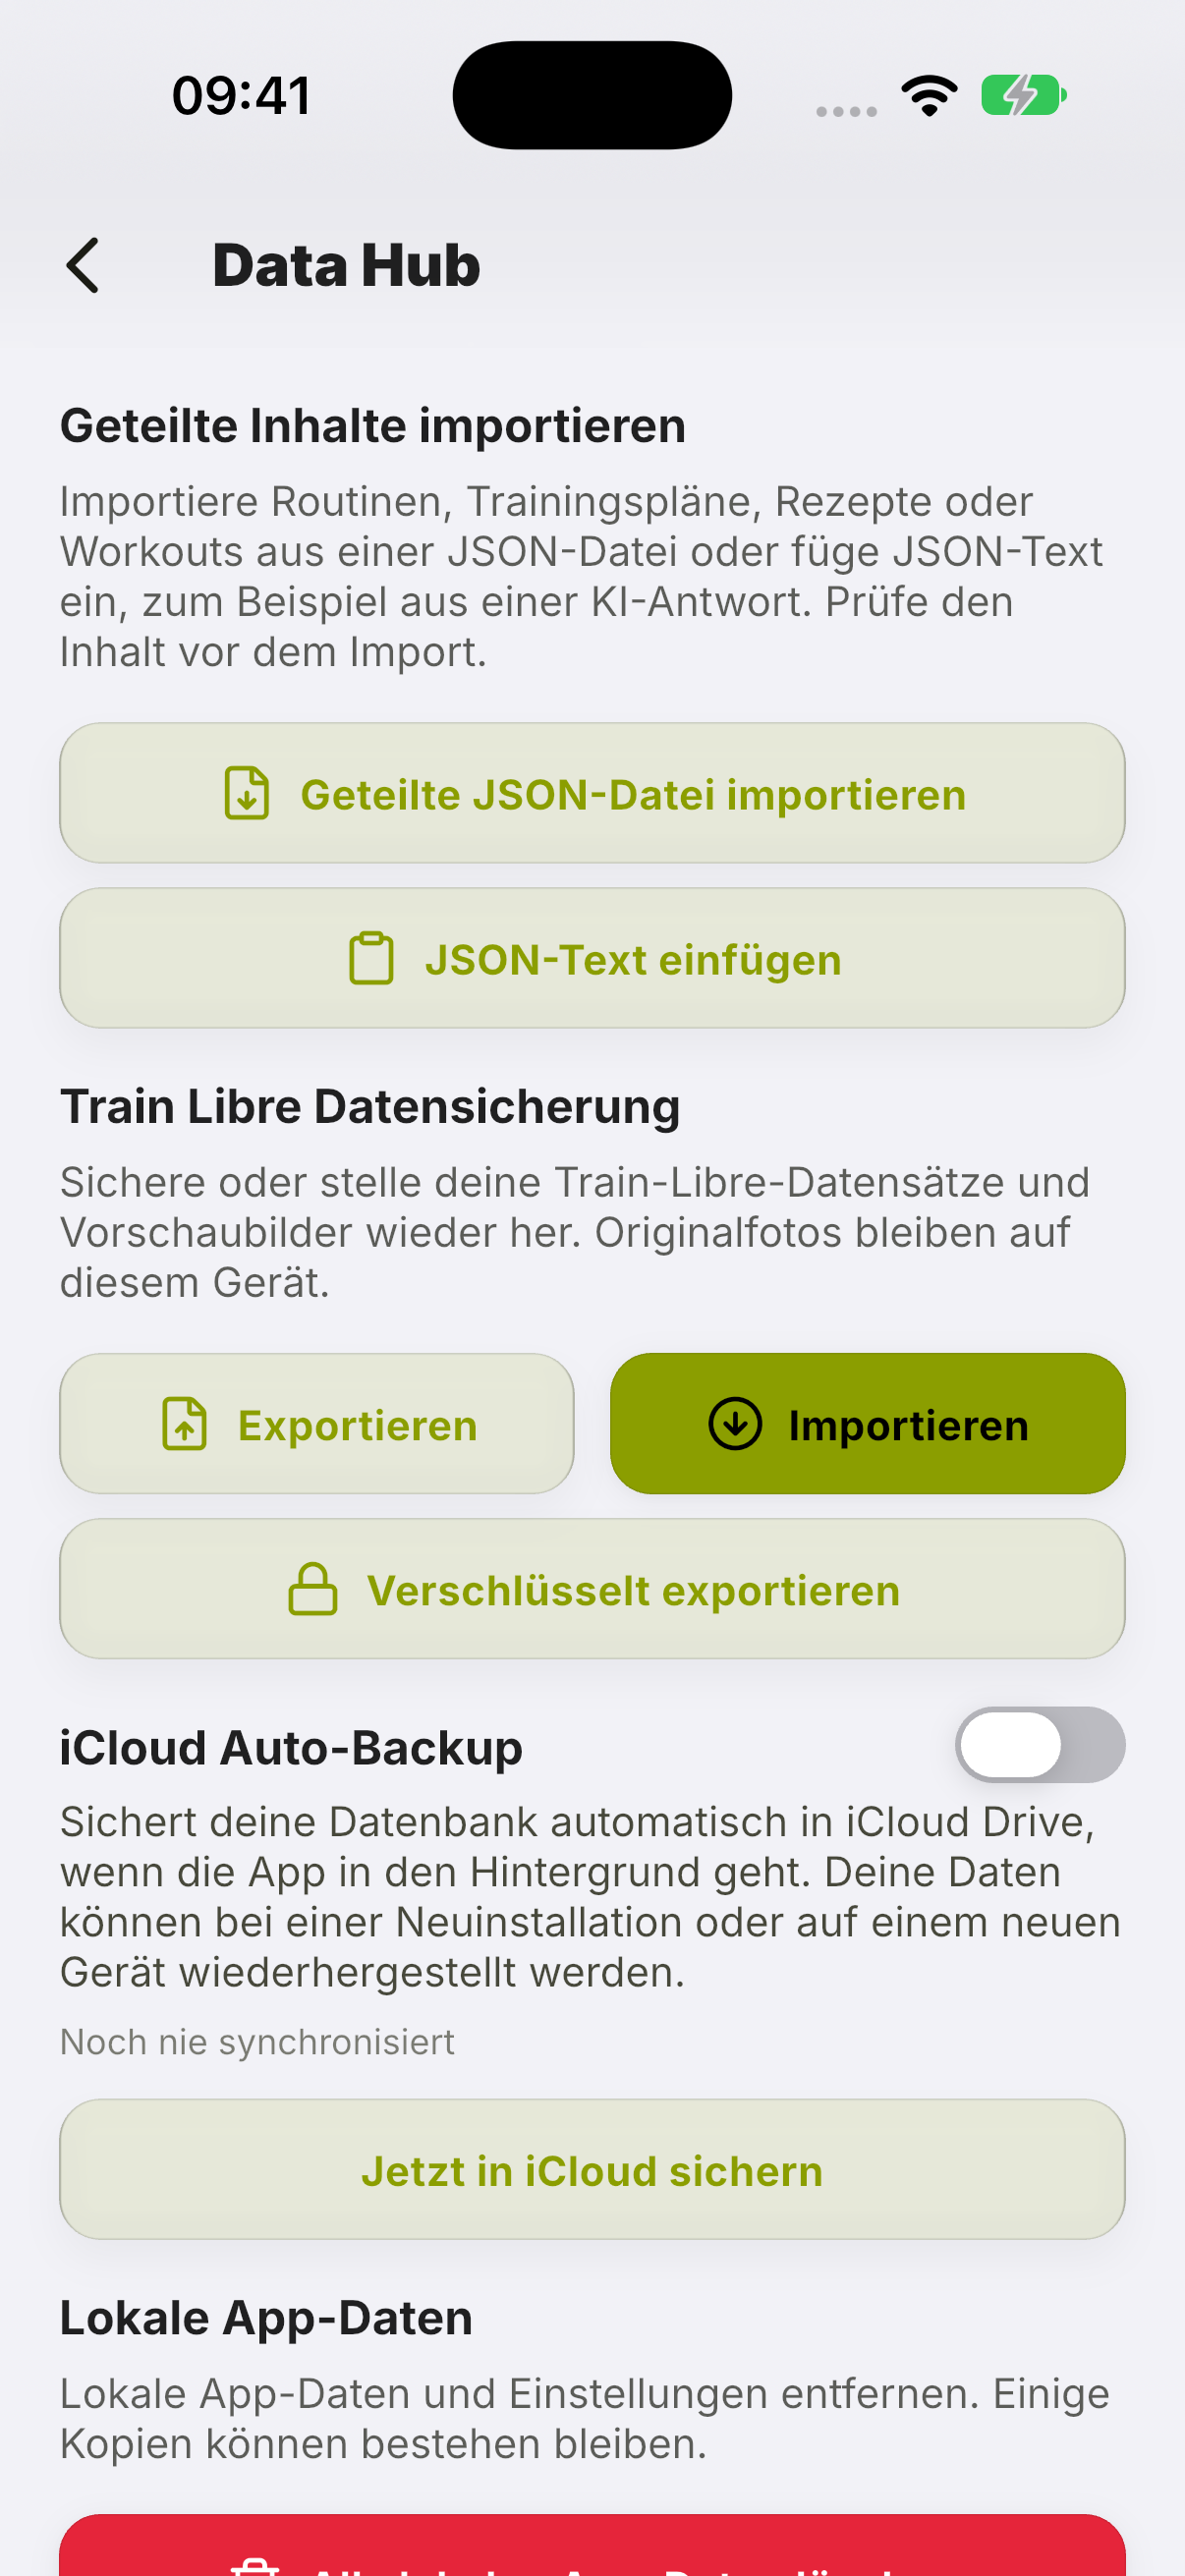 09:41
Data Hub
Geteilte Inhalte importieren
Importiere Routinen, Trainingspläne, Rezepte oder
Workouts aus einer JSON-Datei oder füge JSON-Text
ein, zum Beispiel aus einer KI-Antwort. Prüfe den
Inhalt vor dem Import.
Geteilte JSON-Datei importieren
JSON-Text einfügen
Train Libre Datensicherung
Sichere oder stelle deine Train-Libre-Datensätze und
Vorschaubilder wieder her. Originalfotos bleiben auf
diesem Gerät.
Exportieren
Importieren
Verschlüsselt exportieren
iCloud Auto-Backup
Sichert deine Datenbank automatisch in iCloud Drive,
wenn die App in den Hintergrund geht. Deine Daten
können bei einer Neuinstallation oder auf einem neuen
Gerät wiederhergestellt werden.
Noch nie synchronisiert
Jetzt in iCloud sichern
Lokale App-Daten
Lokale App-Daten und Einstellungen entfernen. Einige
Kopien können bestehen bleiben.